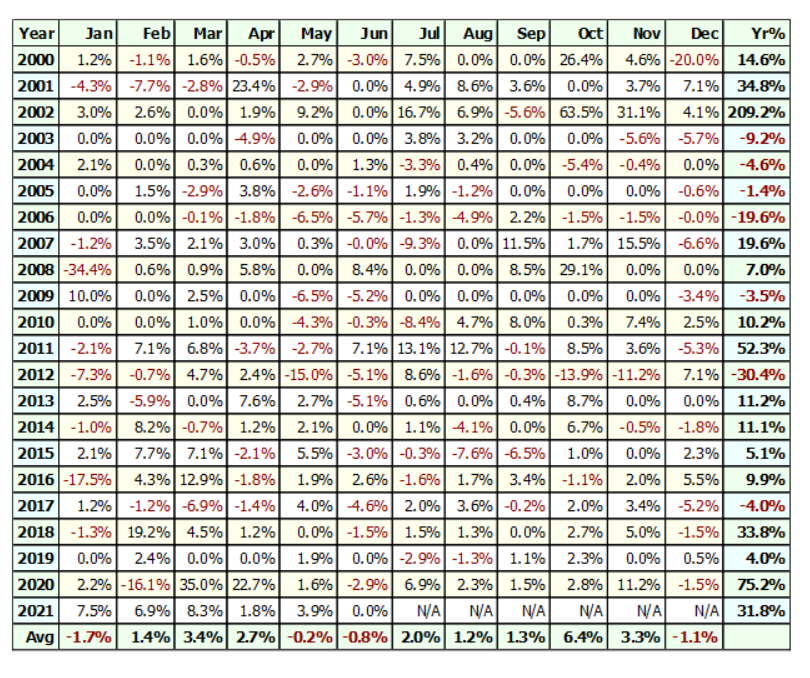 Year Jan Feb Mar Apr May Jun Jul Aug Sep Oct Nov Dec Yr%
2000 1.2% -1.1% 1.6% -0.5% 2.7% -3.0% 7.5% 0.0% 0.0% 26.4% 4.6% -20.0% 14.6%
2001 -4.3% -7.7% -2.8% 23.4% -2.9% 0.0% 4.9% 8.6% 3.6% 0.0% 3.7% 7.1% 34.8%
2002 3.0% 2.6% 0.0% 1.9% 9.2% 0.0% 16.7% 6.9% -5.6% 63.5% 31.1% 4.1% 209.2%
2003 0.0% 0.0% 0.0% -4.9% 0.0% 0.0% 3.8% 3.2% 0.0% 0.0% -5.6% -5.7% -9.2%
2004 2.1% 0.0% 0.3% 0.6% 0.0% 1.3% -3.3% 0.4% 0.0% -5.4% -0.4% 0.0% -4.6%
2005 0.0% 1.5% -2.9% 3.8% -2.6% -1.1% 1.9% -1.2% 0.0% 0.0% 0.0% -0.6% -1.4%
2006 0.0% 0.0% -0.1% -1.8% -6.5% -5.7% -1.3% -4.9% 2.2% -1.5% -1.5% -0.0% -19.6%
2007 -1.2% 3.5% 2.1% 3.0% 0.3% -0.0% -9.3% 0.0% 11.5% 1.7% 15.5% -6.6% 19.6%
2008 -34.4% 0.6% 0.9% 5.8% 0.0% 8.4% 0.0% 0.0% 8.5% 29.1% 0.0% 0.0% 7.0%
2009 10.0% 0.0% 2.5% 0.0% -6.5% -5.2% 0.0% 0.0% 0.0% 0.0% 0.0% -3.4% -3.5%
2010 0.0% 0.0% 1.0% 0.0% -4.3% -0.3% -8.4% 4.7% 8.0% 0.3% 7.4% 2.5% 10.2%
2011 -2.1% 7.1% 6.8% -3.7% -2.7% 7.1% 13.1% 12.7% -0.1% 8.5% 3.6% -5.3% 52.3%
2012 -7.3% -0.7% 4.7% 2.4% -15.0% -5.1% 8.6% -1.6% -0.3% -13.9% -11.2% 7.1% -30.4%
2013 2.5% -5.9% 0.0% 7.6% 2.7% -5.1% 0.6% 0.0% 0.4% 8.7% 0.0% 0.0% 11.2%
2014 -1.0% 8.2% -0.7% 1.2% 2.1% 0.0% 1.1% -4.1% 0.0% 6.7% -0.5% -1.8% 11.1%
2015 2.1% 7.7% 7.1% -2.1% 5.5% -3.0% -0.3% -7.6% -6.5% 1.0% 0.0% 2.3% 5.1%
2016 -17.5% 4.3% 12.9% -1.8% 1.9% 2.6% -1.6% 1.7% 3.4% -1.1% 2.0% 5.5% 9.9%
2017 1.2% -1.2% -6.9% -1.4% 4.0% -4.6% 2.0% 3.6% -0.2% 2.0% 3.4% -5.2% -4.0%
2018 -1.3% 19.2% 4.5% 1.2% 0.0% -1.5% 1.5% 1.3% 0.0% 2.7% 5.0% -1.5% 33.8%
2019 0.0% 2.4% 0.0% 0.0% 1.9% 0.0% -2.9% -1.3% 1.1% 2.3% 0.0% 0.5% 4.0%
2020 2.2% -16.1% 35.0% 22.7% 1.6% -2.9% 6.9% 2.3% 1.5% 2.8% 11.2% -1.5% 75.2%
2021 7.5% 6.9% 8.3% 1.8% 3.9% 0.0% N/A N/A N/A N/A N/A N/A 31.8%
Avg -1.7% 1.4% 3.4% 2.7% -0.2% -0.8% 2.0% 1.2% 1.3% 6.4% 3.3% -1.1%